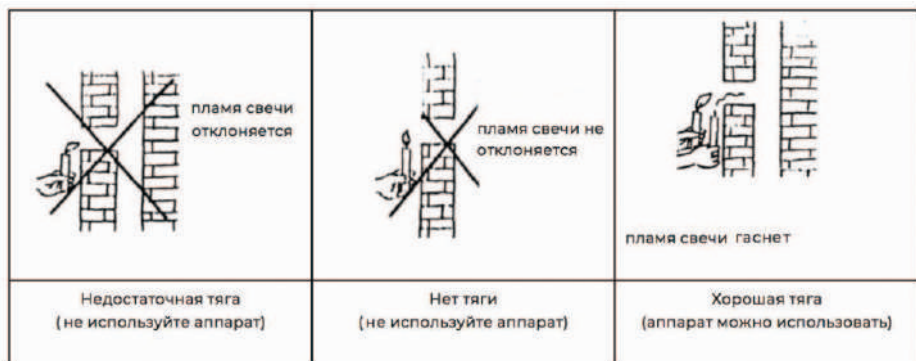 пламя свечи
отклоняется
пламя свечи не
отклоняется
пламя свечи гаснет
Недостаточная тяга
(не используйте аппарат)
Нет тяги
(не используйте аппарат)
Хорошая тяга
(аппарат можно использовать)